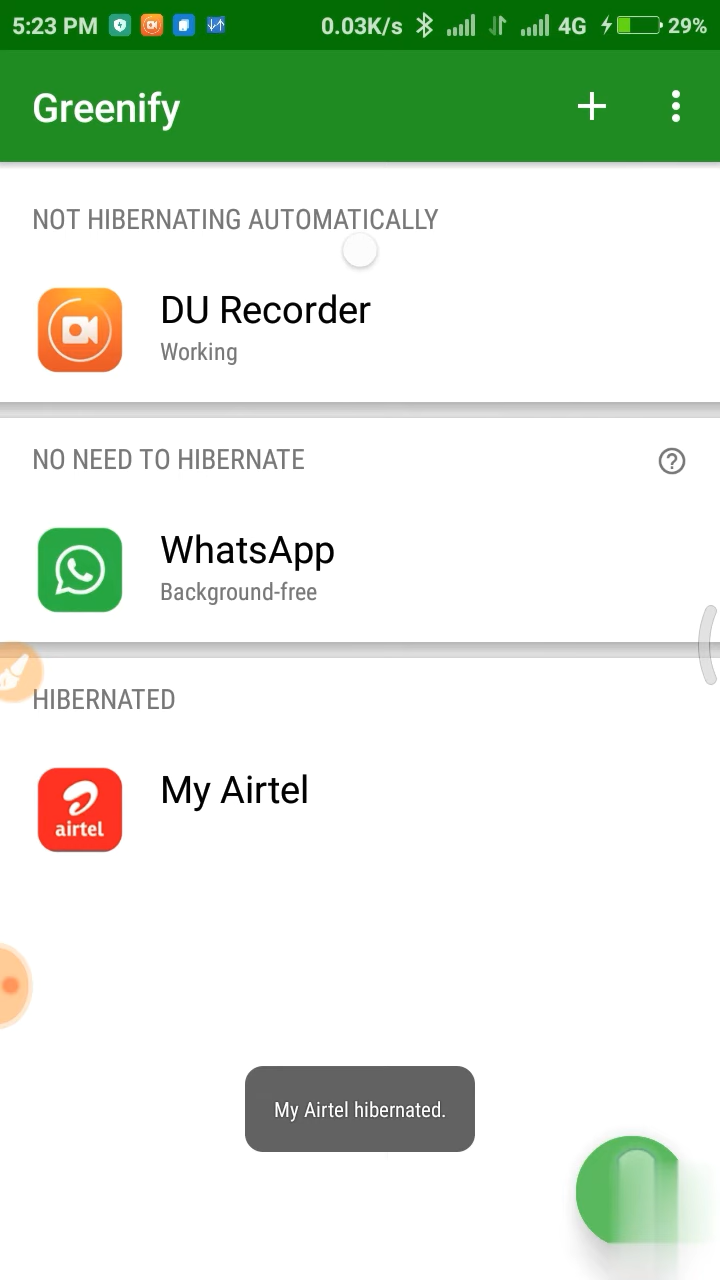 5:23 PM 0.03K/s 4G 29%
Greenify
NOT HIBERNATING AUTOMATICALLY
DU Recorder
Working
NO NEED TO HIBERNATE
WhatsApp
Background-free
HIBERNATED
My Airtel
airtel
My Airtel hibernated.